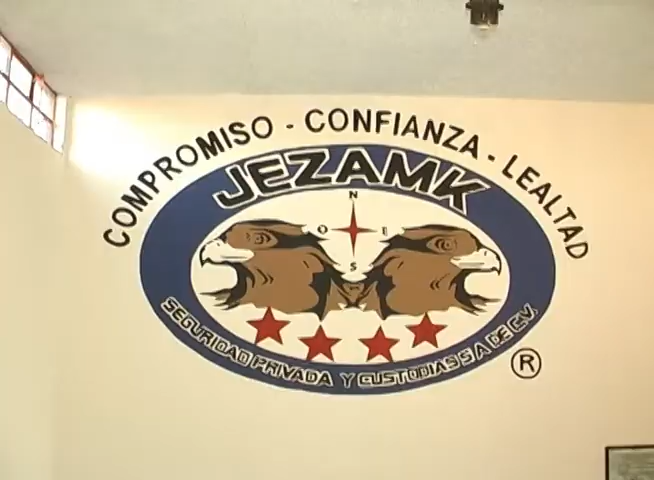 COMPROMISO - CONFIANZA - LEALTAD
JEZAMK
N
O E
S
SEGURIDAD PRIVADA Y CUSTODIAS S.A DE C.V.
®